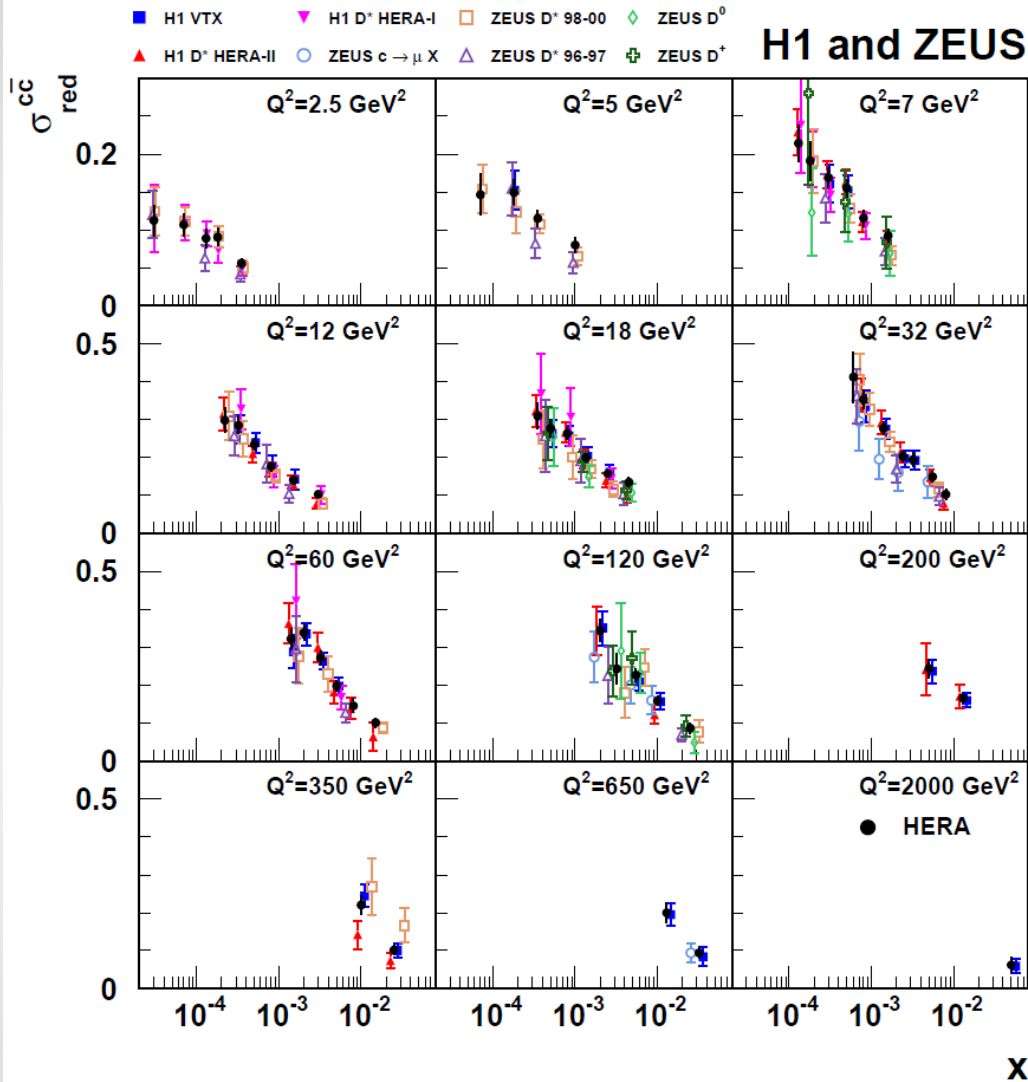 H1 VTX H1 D* HERA-I ZEUS D* 98-00 ZEUS D⁰
H1 D* HERA-II ZEUS c → μ X ZEUS D* 96-97 ZEUS D⁺
H1 and ZEUS
σ_red^{cc̄}
Q²=2.5 GeV² Q²=5 GeV² Q²=7 GeV²
0.2
0
Q²=12 GeV² Q²=18 GeV² Q²=32 GeV²
0.5
0
Q²=60 GeV² Q²=120 GeV² Q²=200 GeV²
0.5
0
Q²=350 GeV² Q²=650 GeV² Q²=2000 GeV²
0.5
HERA
0
10⁻⁴ 10⁻³ 10⁻² 10⁻⁴ 10⁻³ 10⁻² 10⁻⁴ 10⁻³ 10⁻²
x